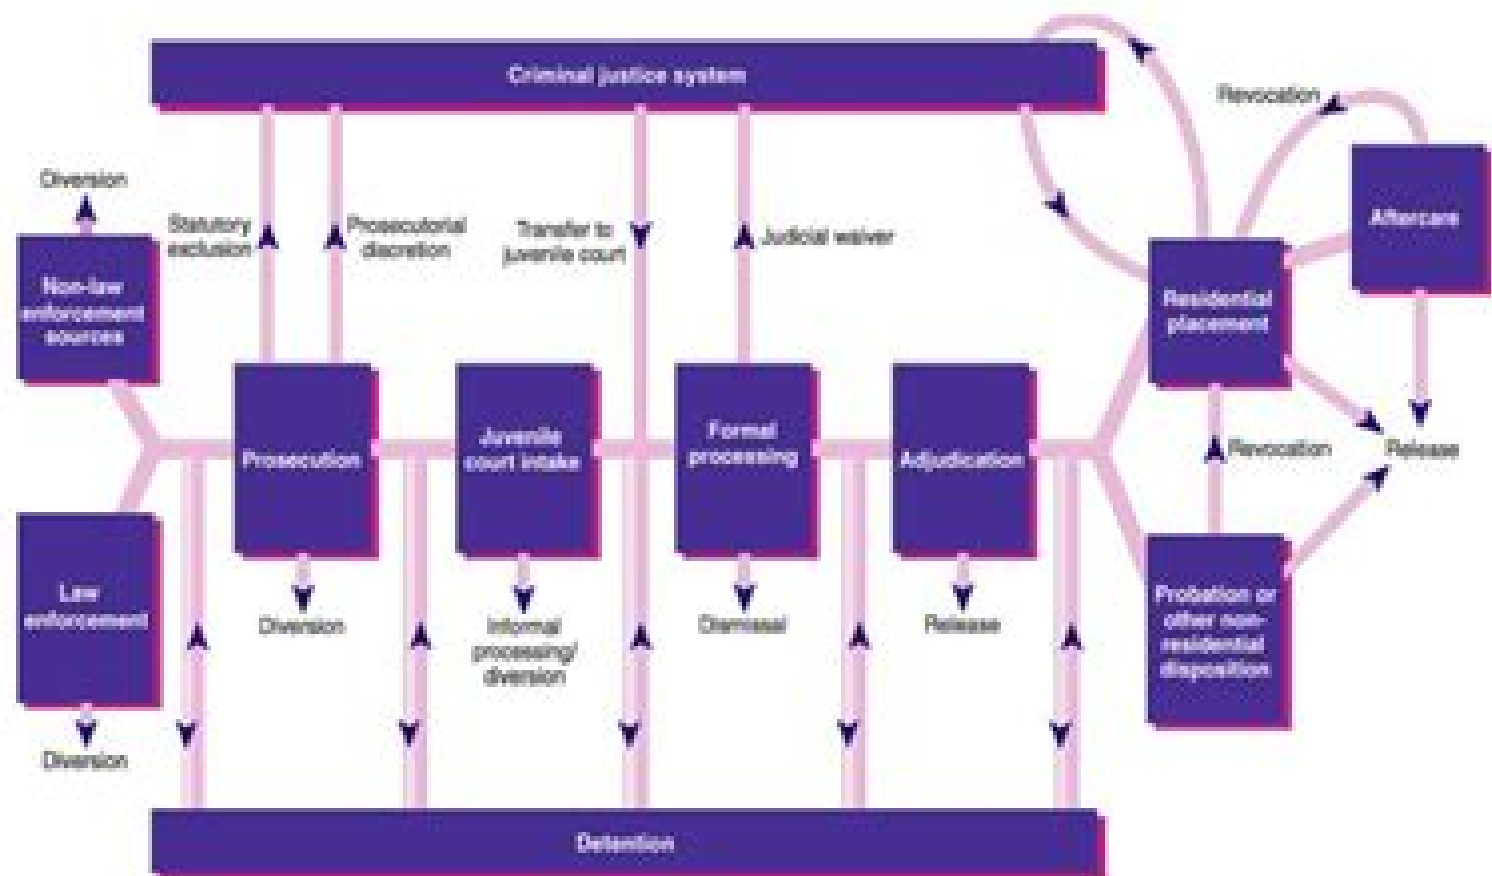 Criminal justice system
Revocation
Diversion
Aftercare
Statutory
exclusion
Prosecutorial
discretion
Transfer to
juvenile court
Judicial waiver
Non-law
enforcement
sources
Residential
placement
Prosecution
Juvenile
court intake
Formal
processing
Adjudication
Revocation
Release
Law
enforcement
Diversion
Informal
processing/
diversion
Dismissal
Release
Probation or
other non-
residential
disposition
Diversion
Detention